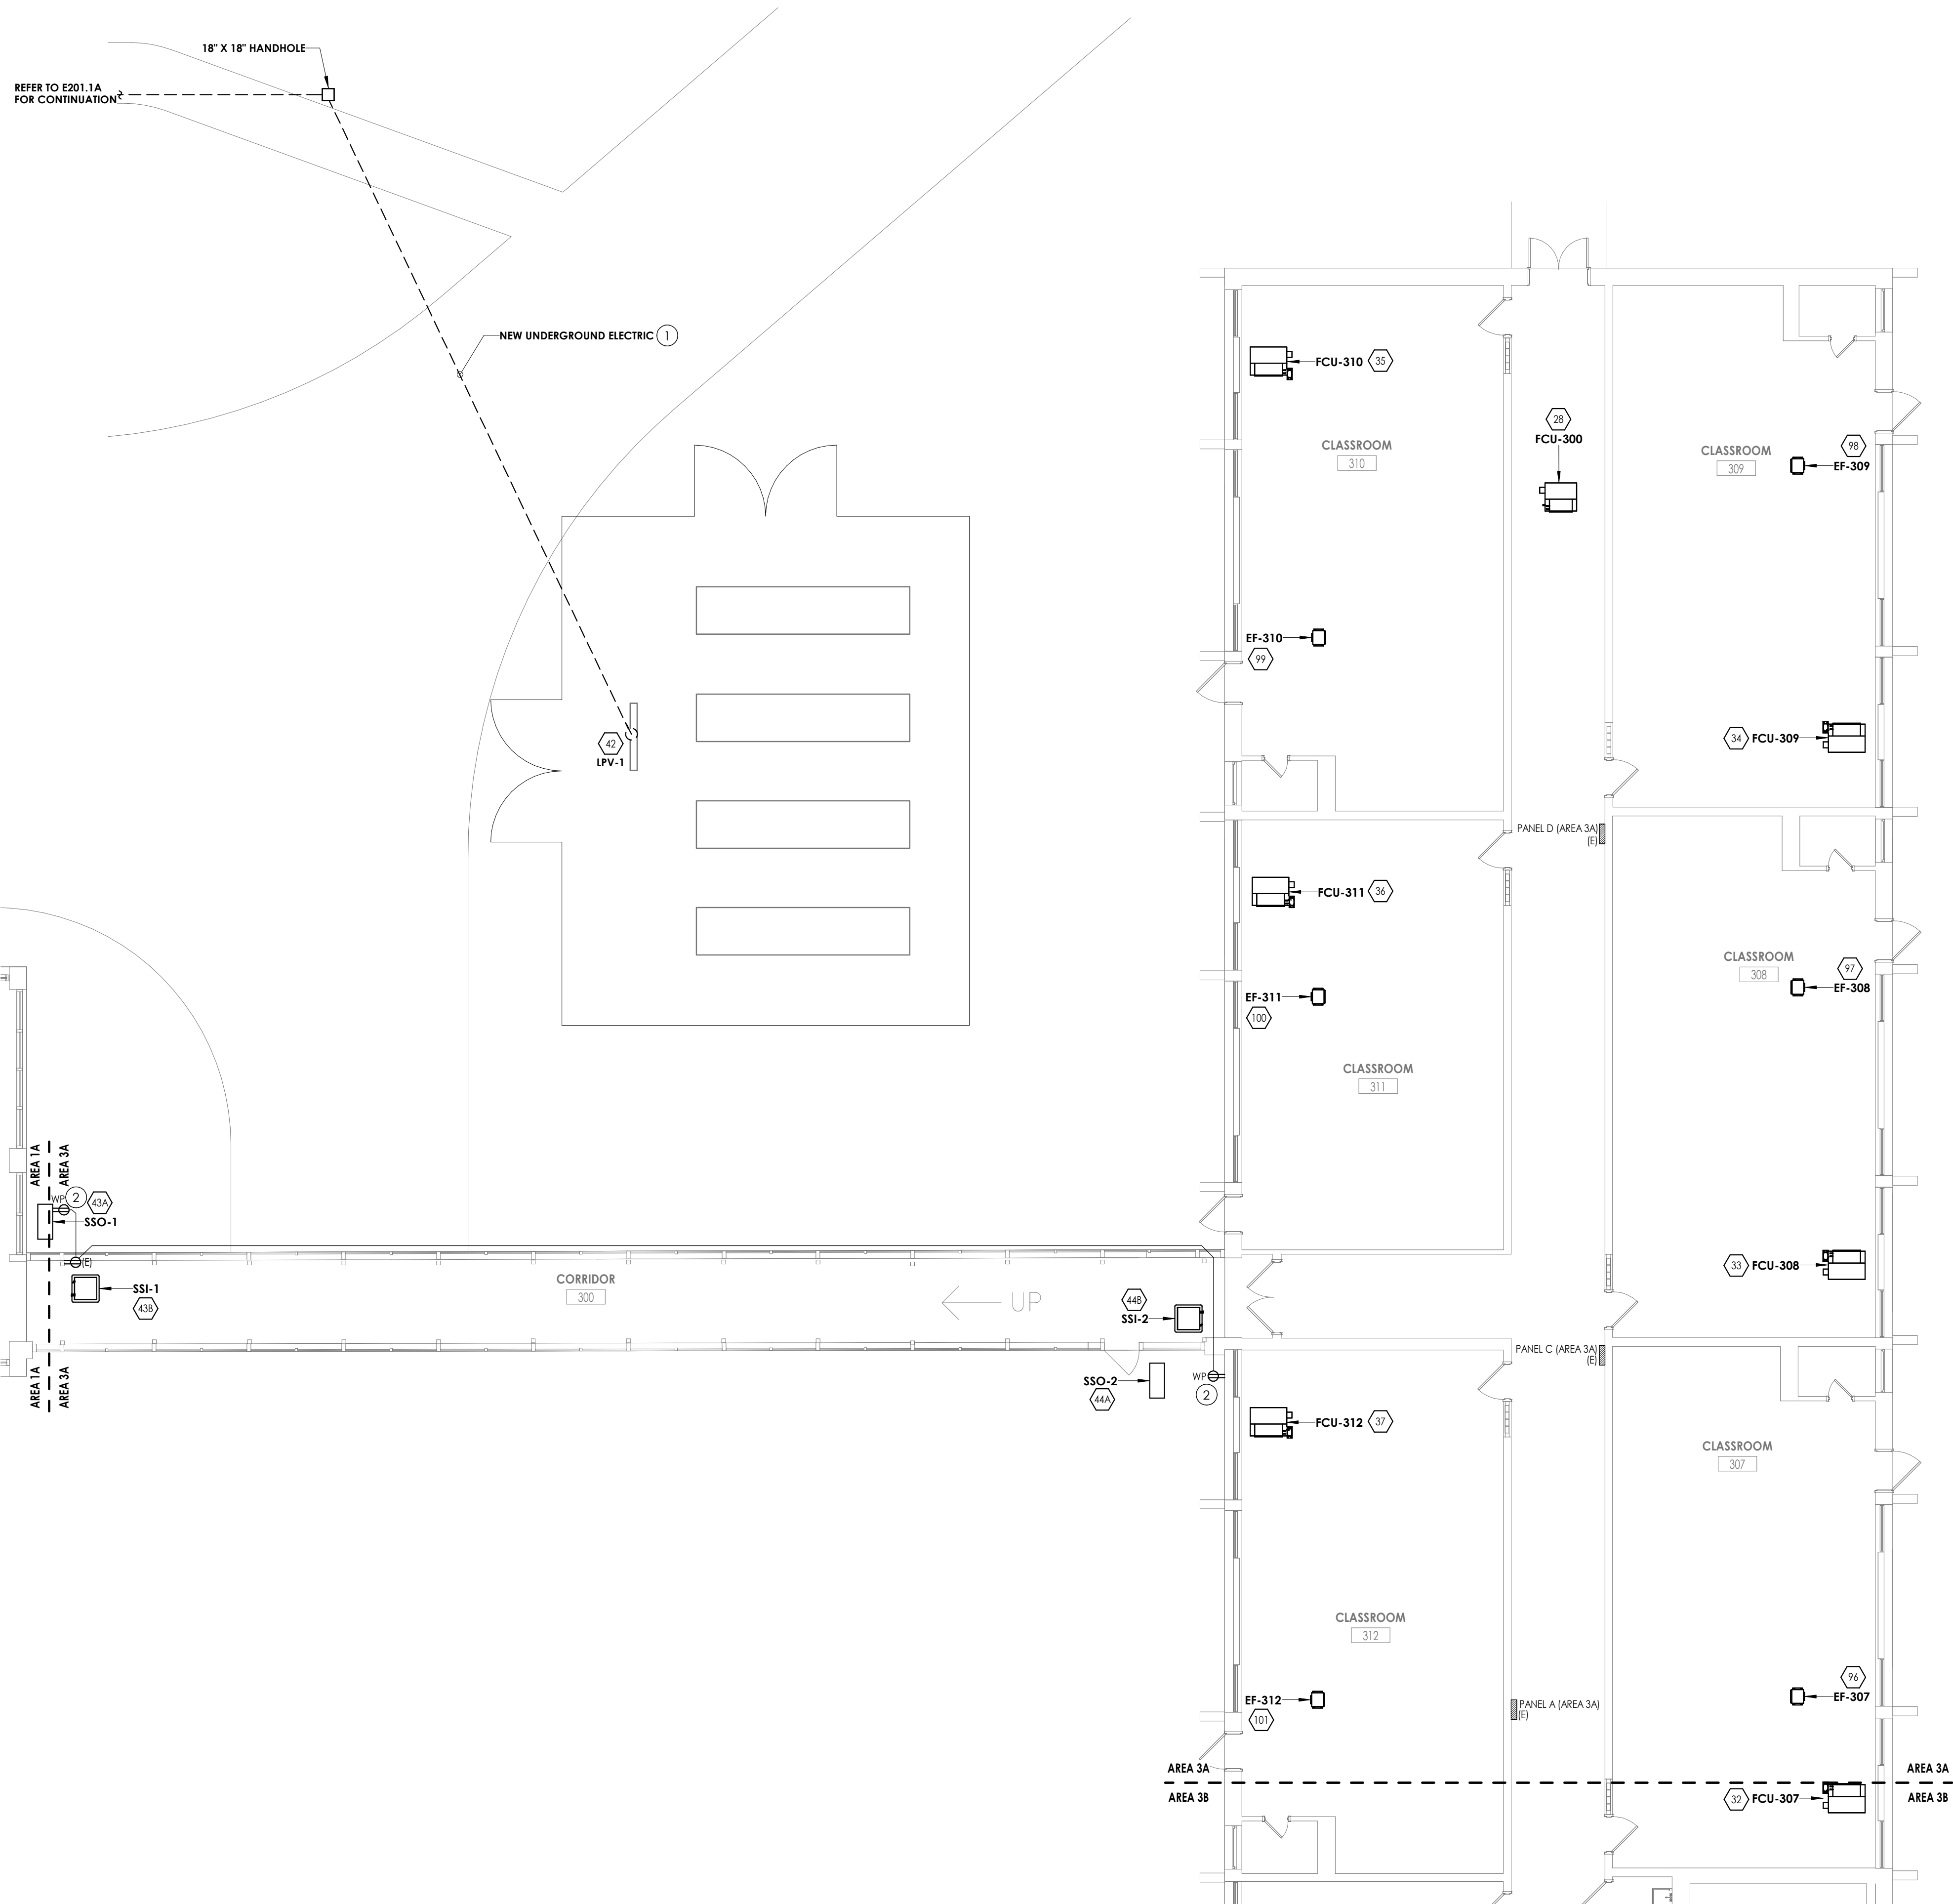 18" X 18" HANDHOLE
REFER TO E201.1A
FOR CONTINUATION
NEW UNDERGROUND ELECTRIC 1
FCU-310 35
28
FCU-300
CLASSROOM
310
CLASSROOM
309
98
EF-309
EF-310
99
42
LPV-1
34 FCU-309
PANEL D (AREA 3A)
(E)
FCU-311 36
CLASSROOM
308
97
EF-308
EF-311
100
CLASSROOM
311
AREA 1A
AREA 3A
WP 2 43A
SSO-1
(E)
SSI-1
43B
CORRIDOR
300
UP
44B
SSI-2
33 FCU-308
PANEL C (AREA 3A)
(E)
AREA 1A
AREA 3A
SSO-2
44A
WP
2
FCU-312 37
CLASSROOM
307
CLASSROOM
312
96
EF-307
EF-312
101
PANEL A (AREA 3A)
(E)
AREA 3A
AREA 3A
AREA 3B
32 FCU-307
AREA 3B